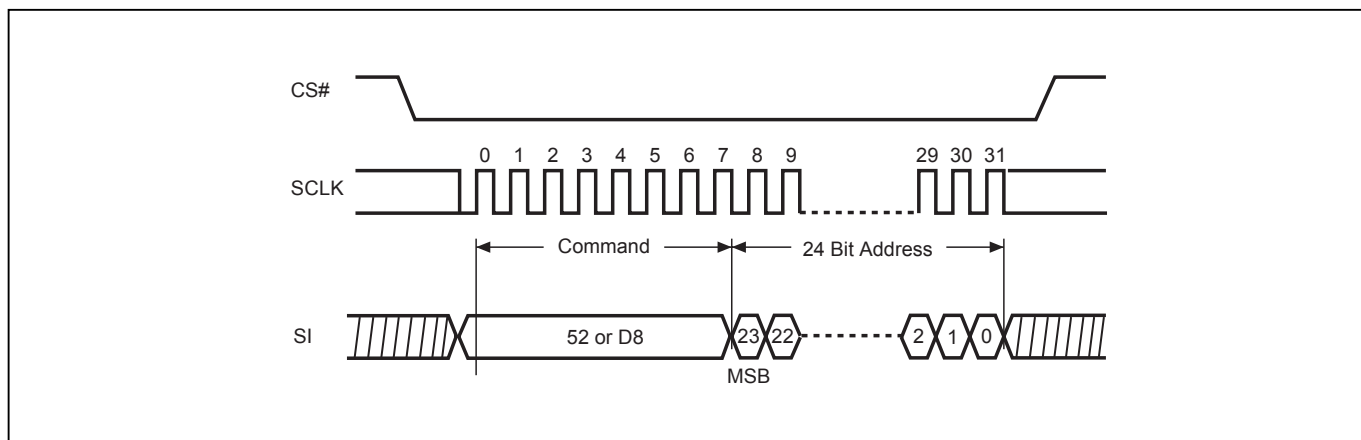 CS#
0 1 2 3 4 5 6 7 8 9 29 30 31
SCLK
Command 24 Bit Address
SI 52 or D8 23 22 2 1 0
MSB